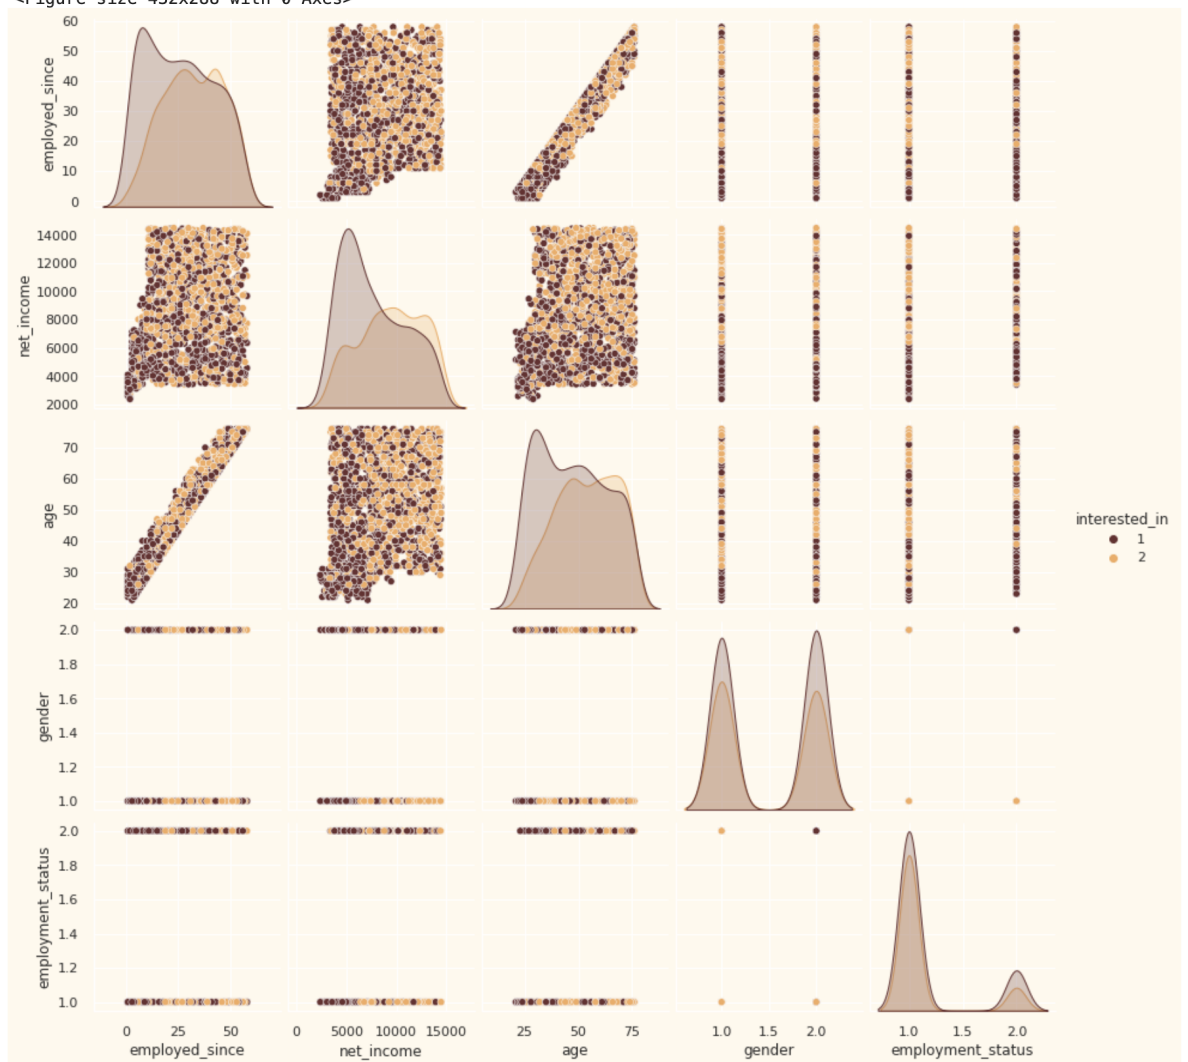 <Figure size 432x288 with 0 Axes>
60
50
40
30
20
10
0
employed_since
14000
12000
10000
8000
6000
4000
2000
net_income
70
60
50
40
30
20
age
interested_in
1
2
2.0
1.8
1.6
1.4
1.2
1.0
gender
2.0
1.8
1.6
1.4
1.2
1.0
employment_status
0 25 50
employed_since
0 5000 10000 15000
net_income
25 50 75
age
1.0 1.5 2.0
gender
1.0 1.5 2.0
employment_status